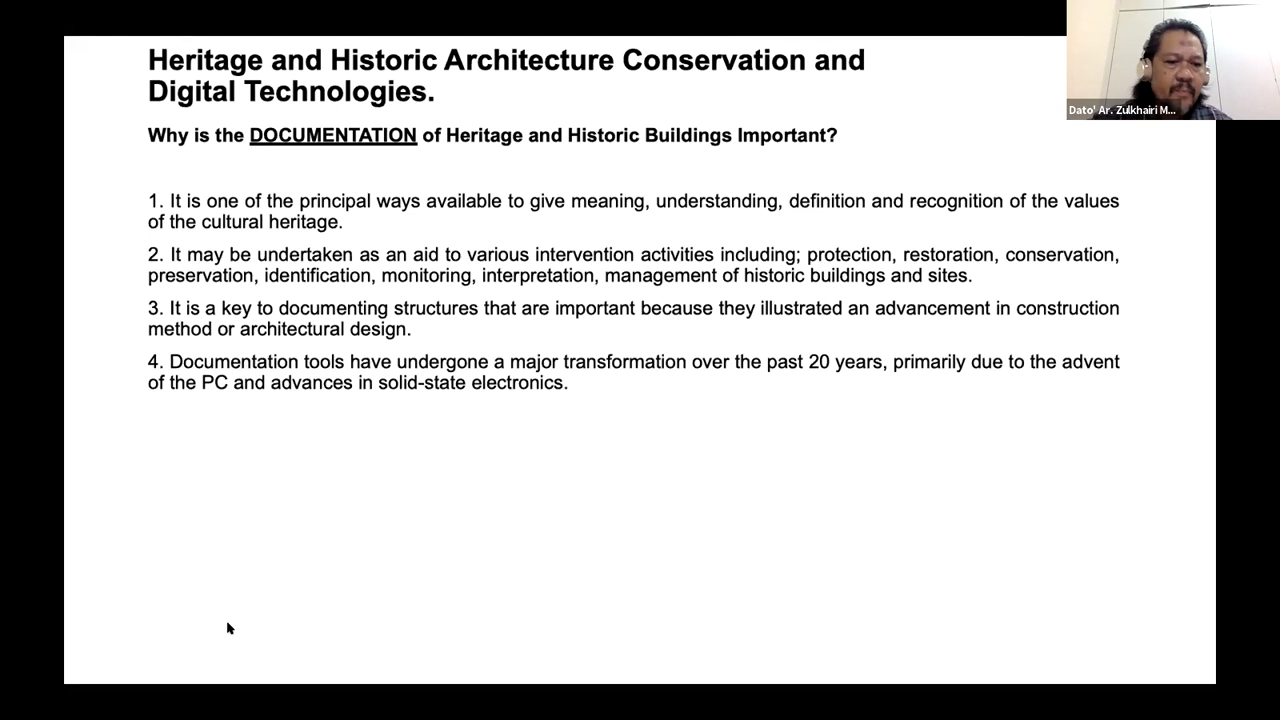 Heritage and Historic Architecture Conservation and
Digital Technologies.
Dato' Ar. Zulkhairi M...
Why is the DOCUMENTATION of Heritage and Historic Buildings Important?
1. It is one of the principal ways available to give meaning, understanding, definition and recognition of the values
of the cultural heritage.
2. It may be undertaken as an aid to various intervention activities including; protection, restoration, conservation,
preservation, identification, monitoring, interpretation, management of historic buildings and sites.
3. It is a key to documenting structures that are important because they illustrated an advancement in construction
method or architectural design.
4. Documentation tools have undergone a major transformation over the past 20 years, primarily due to the advent
of the PC and advances in solid-state electronics.